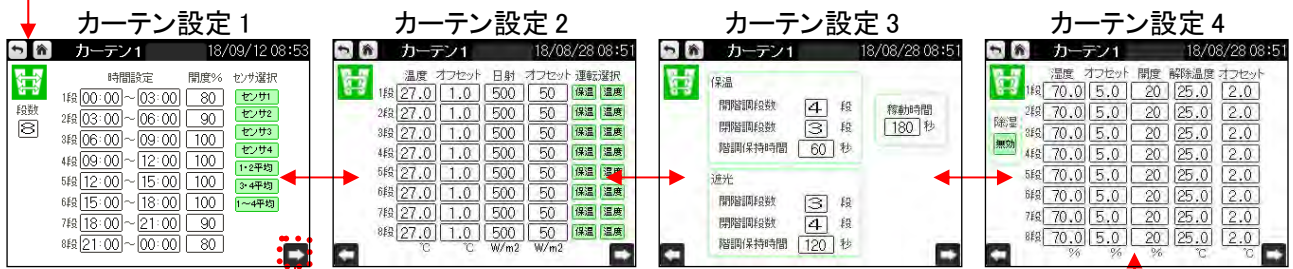 カーテン設定 1
カーテン1 18/09/12 08:53
時間設定 開度% センサ選択
段数
8
1段 00:00 ～ 03:00 80 センサ1
2段 03:00 ～ 06:00 90 センサ2
3段 06:00 ～ 09:00 100 センサ3
4段 09:00 ～ 12:00 100 センサ4
5段 12:00 ～ 15:00 100 1・2平均
6段 15:00 ～ 18:00 100 3・4平均
7段 18:00 ～ 21:00 90 1～4平均
8段 21:00 ～ 00:00 80
カーテン設定 2
カーテン1 18/08/28 08:51
温度 オフセット 日射 オフセット 運転選択
1段 27.0 1.0 500 50 保温 温度
2段 27.0 1.0 500 50 保温 温度
3段 27.0 1.0 500 50 保温 温度
4段 27.0 1.0 500 50 保温 温度
5段 27.0 1.0 500 50 保温 温度
6段 27.0 1.0 500 50 保温 温度
7段 27.0 1.0 500 50 保温 温度
8段 27.0 1.0 500 50 保温 温度
℃ ℃ W/m2 W/m2
カーテン設定 3
カーテン1 18/08/28 08:51
保温
開階調段数 4 段
閉階調段数 3 段
階調保持時間 60 秒
稼動時間
180 秒
遮光
開階調段数 3 段
閉階調段数 4 段
階調保持時間 120 秒
カーテン設定 4
カーテン1 18/08/28 08:51
湿度 オフセット 開度 解除温度 オフセット
除湿
無効
1段 70.0 5.0 20 25.0 2.0
2段 70.0 5.0 20 25.0 2.0
3段 70.0 5.0 20 25.0 2.0
4段 70.0 5.0 20 25.0 2.0
5段 70.0 5.0 20 25.0 2.0
6段 70.0 5.0 20 25.0 2.0
7段 70.0 5.0 20 25.0 2.0
8段 70.0 5.0 20 25.0 2.0
% % % ℃ ℃